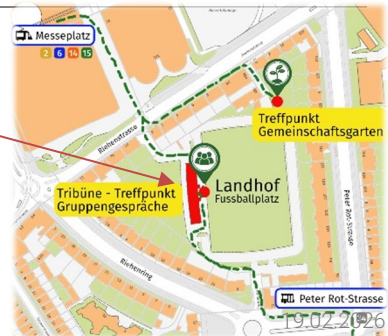 Messeplatz
2 6 14 15
Riehenstrasse
Treffpunkt
Gemeinschaftsgarten
Tribüne - Treffpunkt
Gruppengespräche
Landhof
Fussballplatz
Peter Rot-Strasse
Riehenring
Peter Rot-Strasse
19.02.2026